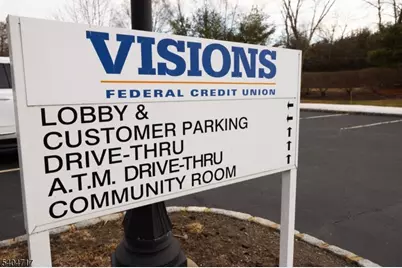 VISIONS
FEDERAL CREDIT UNION
LOBBY &
CUSTOMER PARKING
DRIVE-THRU
A.T.M. DRIVE-THRU
COMMUNITY ROOM